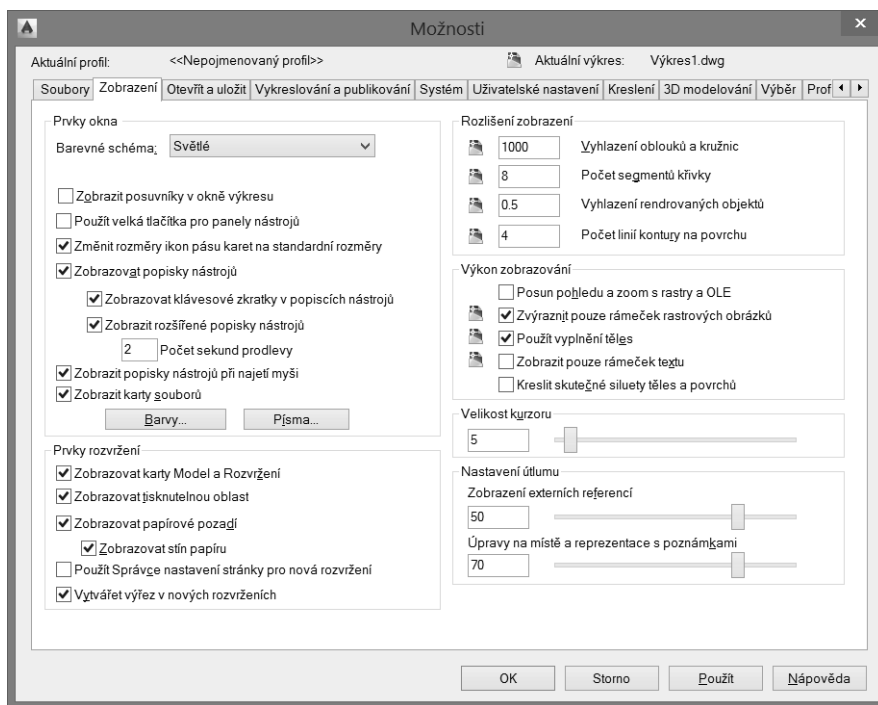 Možnosti
Aktuální profil: <<Nepojmenovaný profil>> Aktuální výkres: Výkres1.dwg
Soubory Zobrazení Otevřít a uložit Vykreslování a publikování Systém Uživatelské nastavení Kreslení 3D modelování Výběr Prof
Prvky okna
Barevné schéma: Světlé
Zobrazit posuvníky v okně výkresu
Použít velká tlačítka pro panely nástrojů
Změnit rozměry ikon pásu karet na standardní rozměry
Zobrazovat popisky nástrojů
Zobrazovat klávesové zkratky v popiscích nástrojů
Zobrazit rozšířené popisky nástrojů
2 Počet sekund prodlevy
Zobrazit popisky nástrojů při najetí myši
Zobrazit karty souborů
Barvy... Písma...
Prvky rozvržení
Zobrazovat karty Model a Rozvržení
Zobrazovat tisknutelnou oblast
Zobrazovat papírové pozadí
Zobrazovat stín papíru
Použít Správce nastavení stránky pro nová rozvržení
Vytvářet výřez v nových rozvrženích
Rozlišení zobrazení
1000 Vyhlazení oblouků a kružnic
8 Počet segmentů křivky
0.5 Vyhlazení rendrovaných objektů
4 Počet linií kontury na povrchu
Výkon zobrazování
Posun pohledu a zoom s rastry a OLE
Zvýraznit pouze rámeček rastrových obrázků
Použít vyplnění těles
Zobrazit pouze rámeček textu
Kreslit skutečné siluety těles a povrchů
Velikost kurzoru
5
Nastavení útlumu
Zobrazení externích referencí
50
Úpravy na místě a reprezentace s poznámkami
70
OK Storno Použít Nápověda